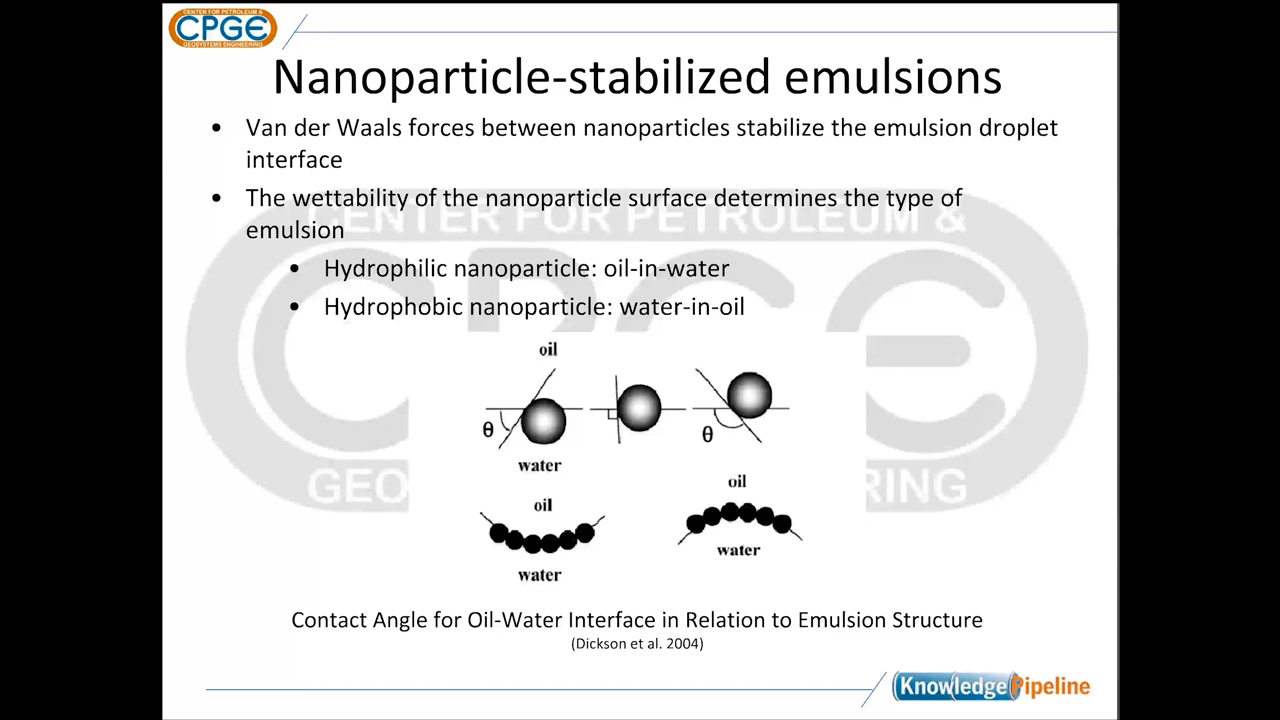 CENTER FOR PETROLEUM &
CPGE
GEOSYSTEMS ENGINEERING
Nanoparticle-stabilized emulsions
• Van der Waals forces between nanoparticles stabilize the emulsion droplet
interface
• The wettability of the nanoparticle surface determines the type of
emulsion
• Hydrophilic nanoparticle: oil-in-water
• Hydrophobic nanoparticle: water-in-oil
CENTER FOR PETROLEUM &
oil
θ
θ
water
oil
oil
water
water
Contact Angle for Oil-Water Interface in Relation to Emulsion Structure
(Dickson et al. 2004)
Knowledge Pipeline